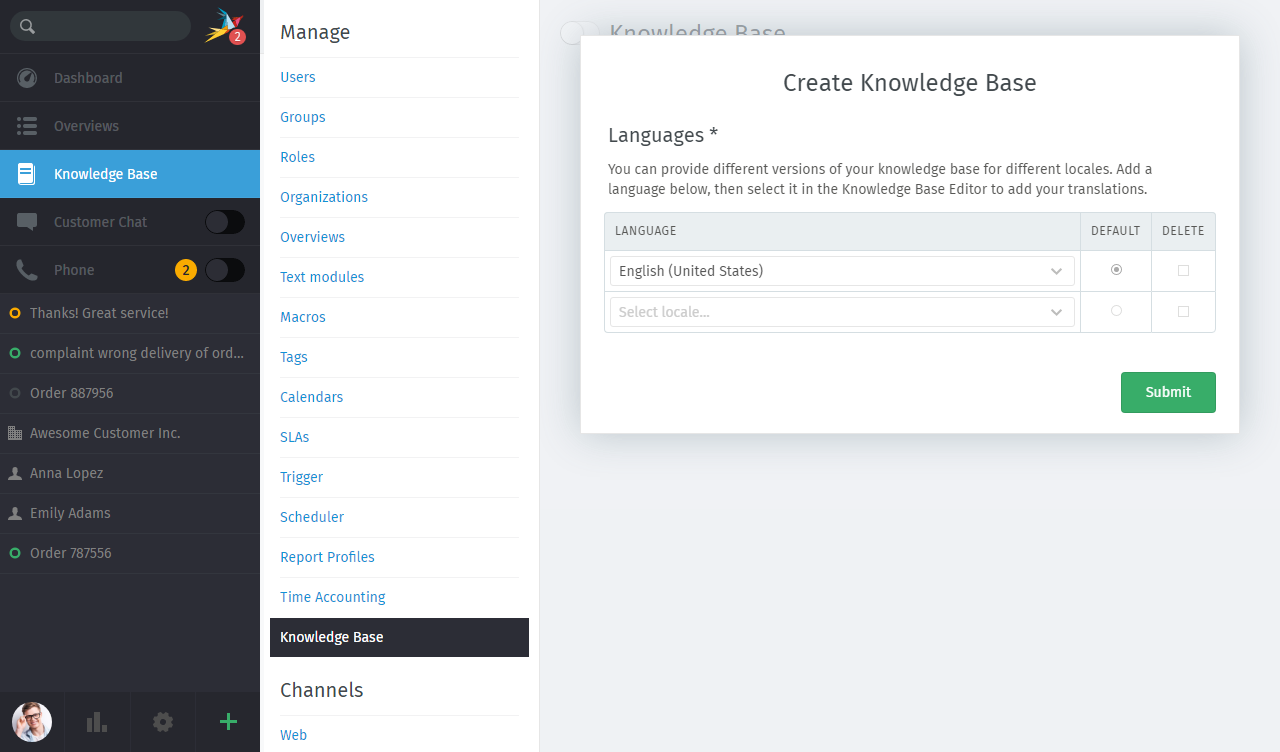 2
Dashboard
Overviews
Knowledge Base
Customer Chat
Phone 2
Thanks! Great service!
complaint wrong delivery of ord...
Order 887956
Awesome Customer Inc.
Anna Lopez
Emily Adams
Order 787556
Manage
Users
Groups
Roles
Organizations
Overviews
Text modules
Macros
Tags
Calendars
SLAs
Trigger
Scheduler
Report Profiles
Time Accounting
Knowledge Base
Channels
Web
Knowledge Base
Create Knowledge Base
Languages *
You can provide different versions of your knowledge base for different locales. Add a
language below, then select it in the Knowledge Base Editor to add your translations.
LANGUAGE DEFAULT DELETE
English (United States)
Select locale...
Submit